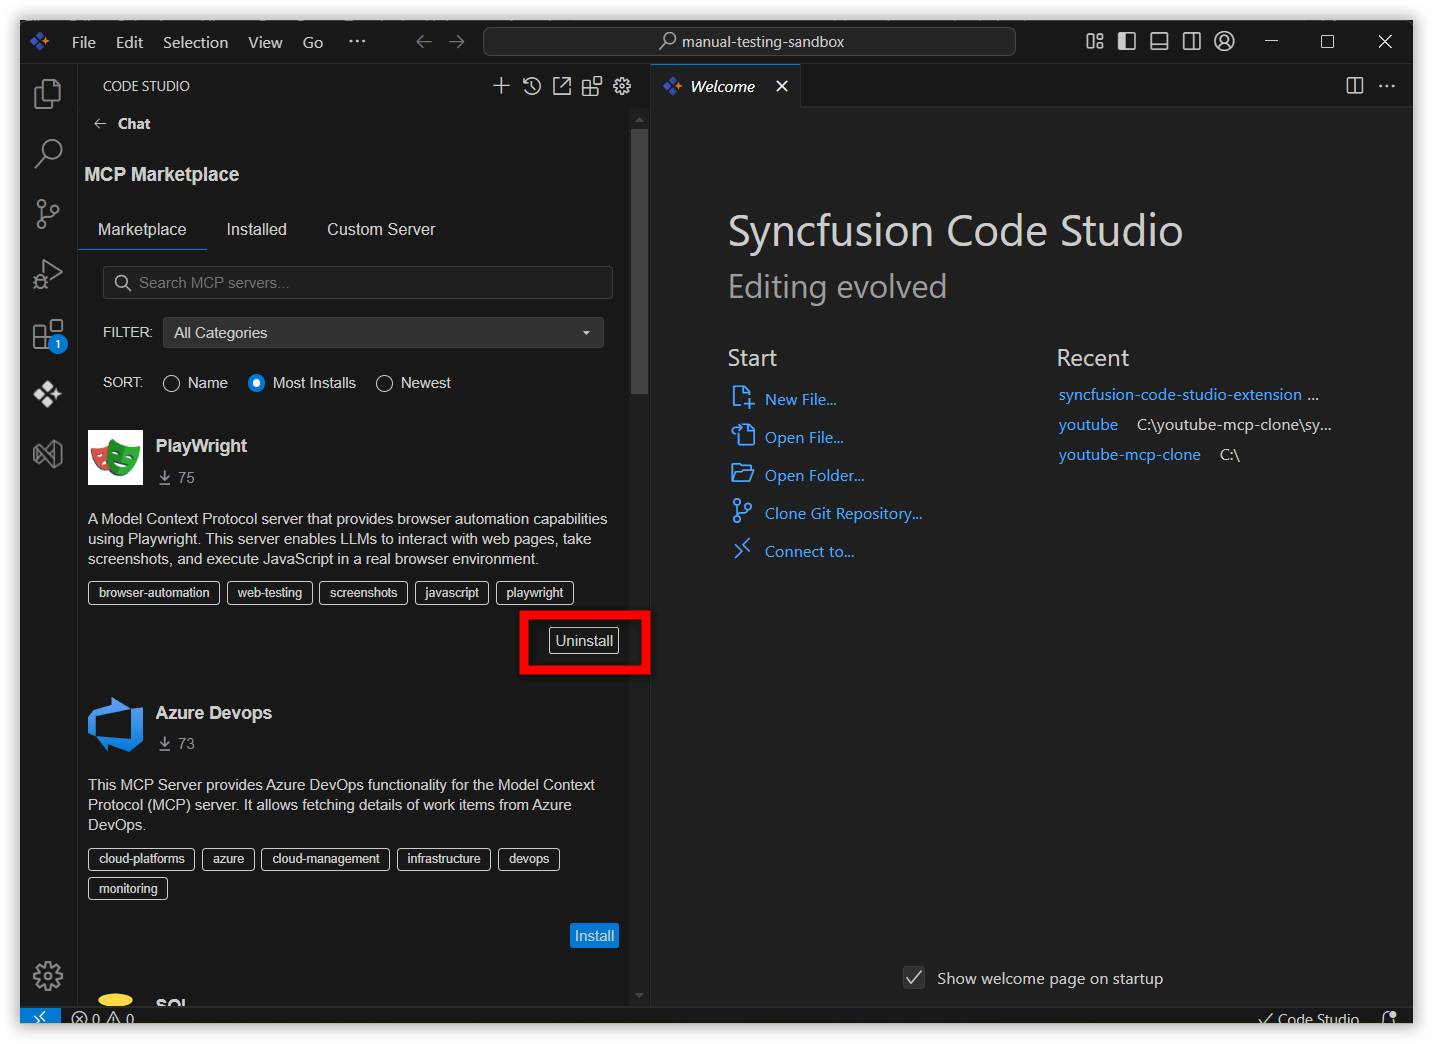 File Edit Selection View Go ··· manual-testing-sandbox
CODE STUDIO
Welcome
Chat
MCP Marketplace
Marketplace Installed Custom Server
Search MCP servers...
FILTER: All Categories
SORT: Name Most Installs Newest
PlayWright
75
A Model Context Protocol server that provides browser automation capabilities
using Playwright. This server enables LLMs to interact with web pages, take
screenshots, and execute JavaScript in a real browser environment.
browser-automation web-testing screenshots javascript playwright
Uninstall
Azure Devops
73
This MCP Server provides Azure DevOps functionality for the Model Context
Protocol (MCP) server. It allows fetching details of work items from Azure
DevOps.
cloud-platforms azure cloud-management infrastructure devops
monitoring
Install
SQL
1
Syncfusion Code Studio
Editing evolved
Start
New File...
Open File...
Open Folder...
Clone Git Repository...
Connect to...
Recent
syncfusion-code-studio-extension ...
youtube C:\youtube-mcp-clone\sy...
youtube-mcp-clone C:\
Show welcome page on startup
0 0 Code Studio